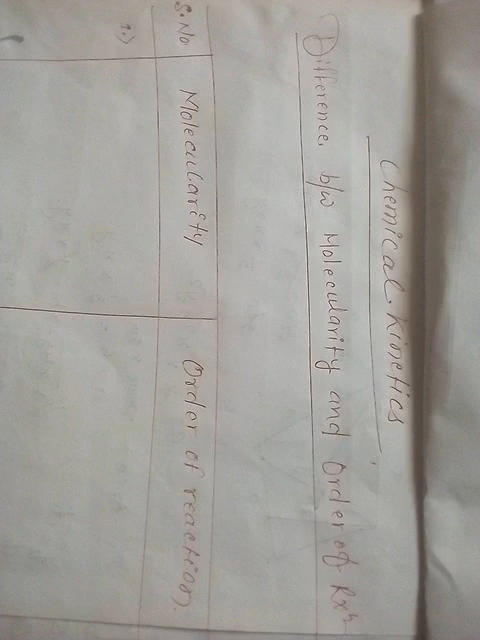 Chemical Kinetics
Difference b/w Molecularity and Order of Rxn
S.No Molecularity Order of reaction.
1.)